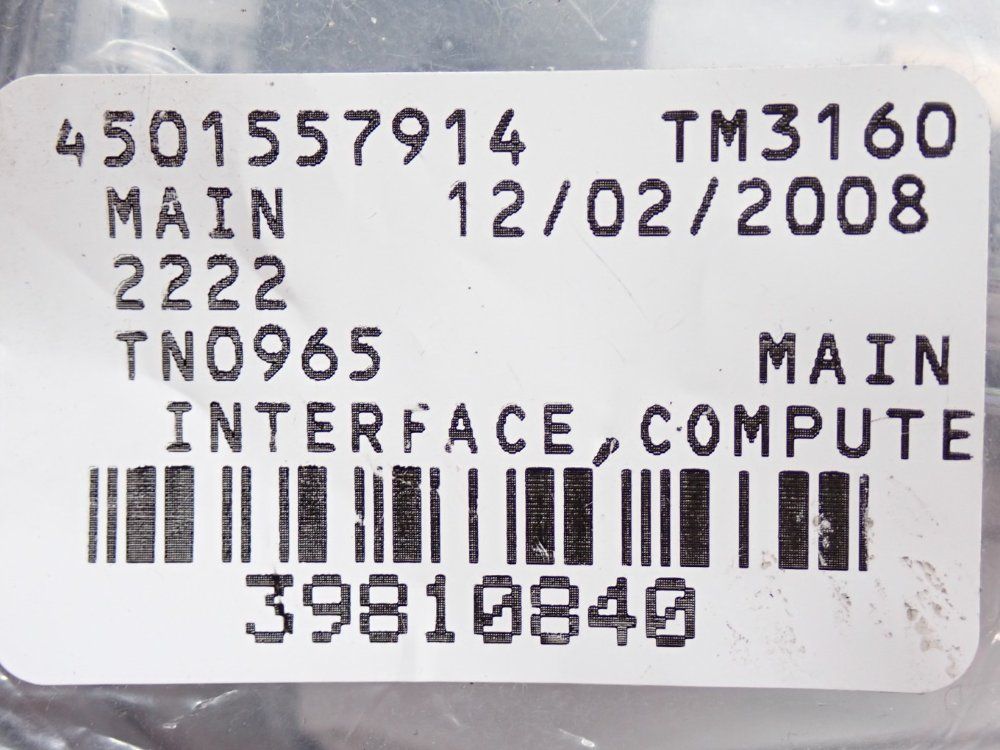 4501557914 TM3160
MAIN 12/02/2008
2222
TN0965 MAIN
INTERFACE,COMPUTE
39810840